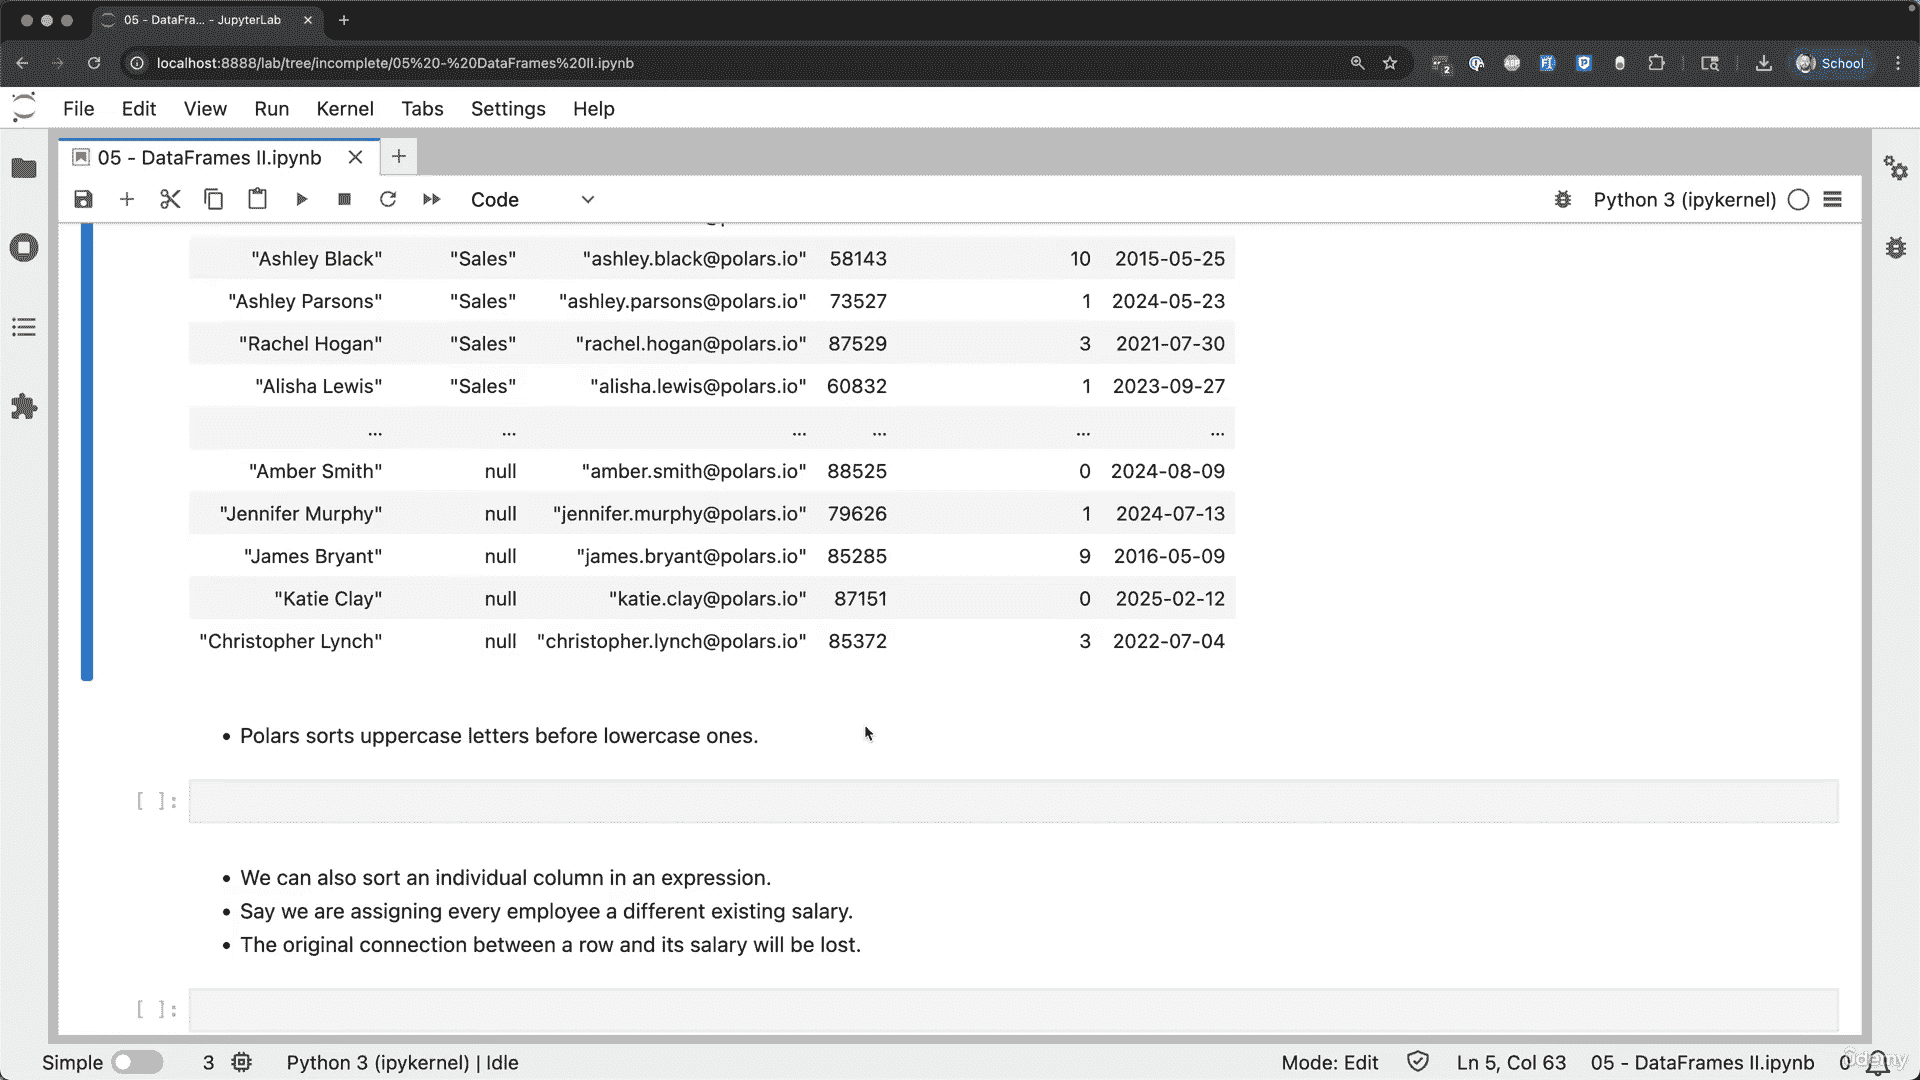 05 - DataFra... - JupyterLab
localhost:8888/lab/tree/incomplete/05%20-%20DataFrames%20II.ipynb
2
ABP
School
File Edit View Run Kernel Tabs Settings Help
05 - DataFrames II.ipynb
Code
Python 3 (ipykernel)
"Ashley Black" "Sales" "ashley.black@polars.io" 58143 10 2015-05-25
"Ashley Parsons" "Sales" "ashley.parsons@polars.io" 73527 1 2024-05-23
"Rachel Hogan" "Sales" "rachel.hogan@polars.io" 87529 3 2021-07-30
"Alisha Lewis" "Sales" "alisha.lewis@polars.io" 60832 1 2023-09-27
... ... ... ... ... ...
"Amber Smith" null "amber.smith@polars.io" 88525 0 2024-08-09
"Jennifer Murphy" null "jennifer.murphy@polars.io" 79626 1 2024-07-13
"James Bryant" null "james.bryant@polars.io" 85285 9 2016-05-09
"Katie Clay" null "katie.clay@polars.io" 87151 0 2025-02-12
"Christopher Lynch" null "christopher.lynch@polars.io" 85372 3 2022-07-04
• Polars sorts uppercase letters before lowercase ones.
[ ]:
• We can also sort an individual column in an expression.
• Say we are assigning every employee a different existing salary.
• The original connection between a row and its salary will be lost.
[ ]:
Simple 3 Python 3 (ipykernel) | Idle Mode: Edit Ln 5, Col 63 05 - DataFrames II.ipynb 0
Udemy